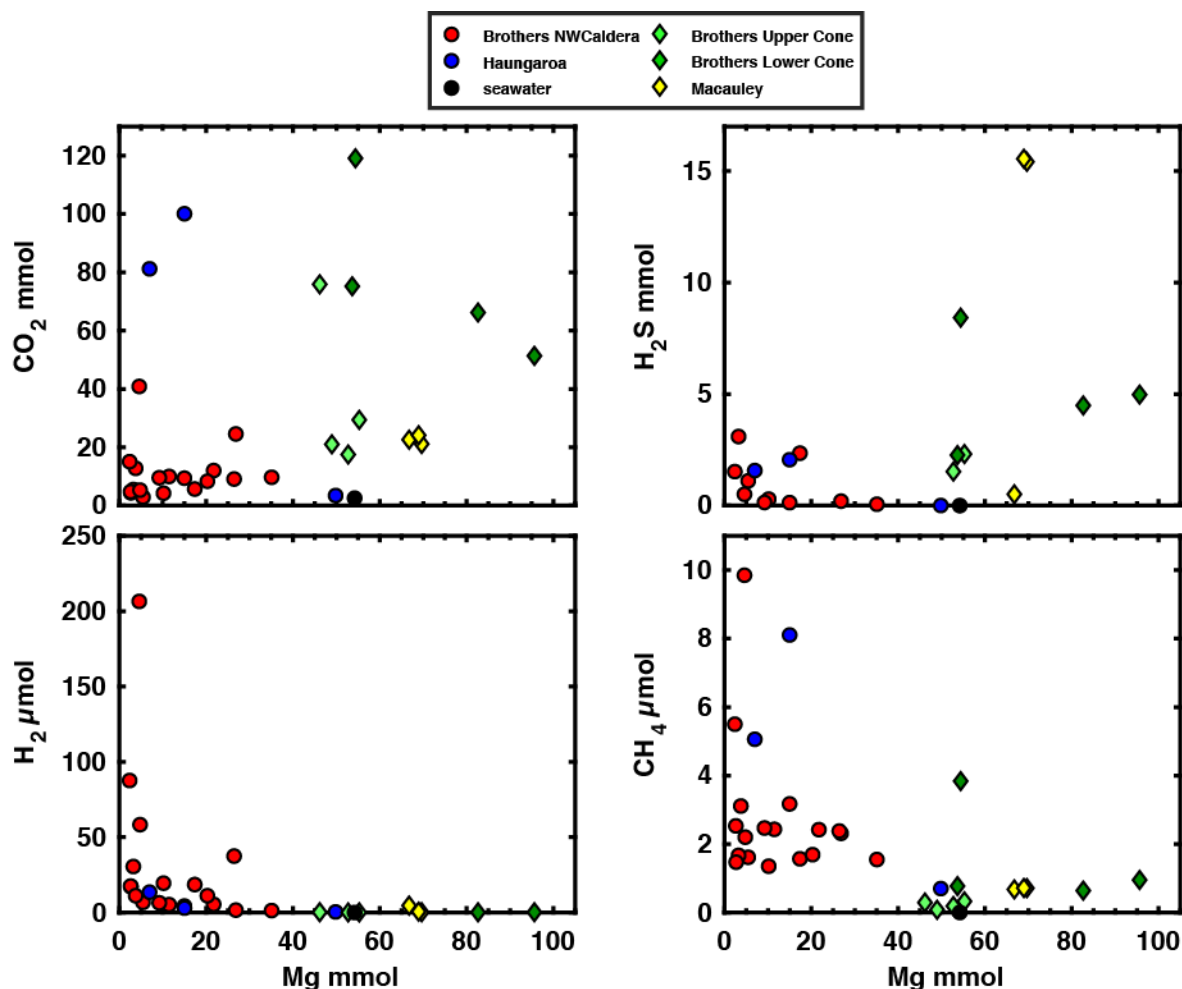 Brothers NWCaldera
Haungaroa
seawater
Brothers Upper Cone
Brothers Lower Cone
Macauley
CO2 mmol
120
100
80
60
40
20
0
H2S mmol
15
10
5
0
H2 µmol
250
200
150
100
50
0
0 20 40 60 80 100
Mg mmol
CH4 µmol
10
8
6
4
2
0
0 20 40 60 80 100
Mg mmol